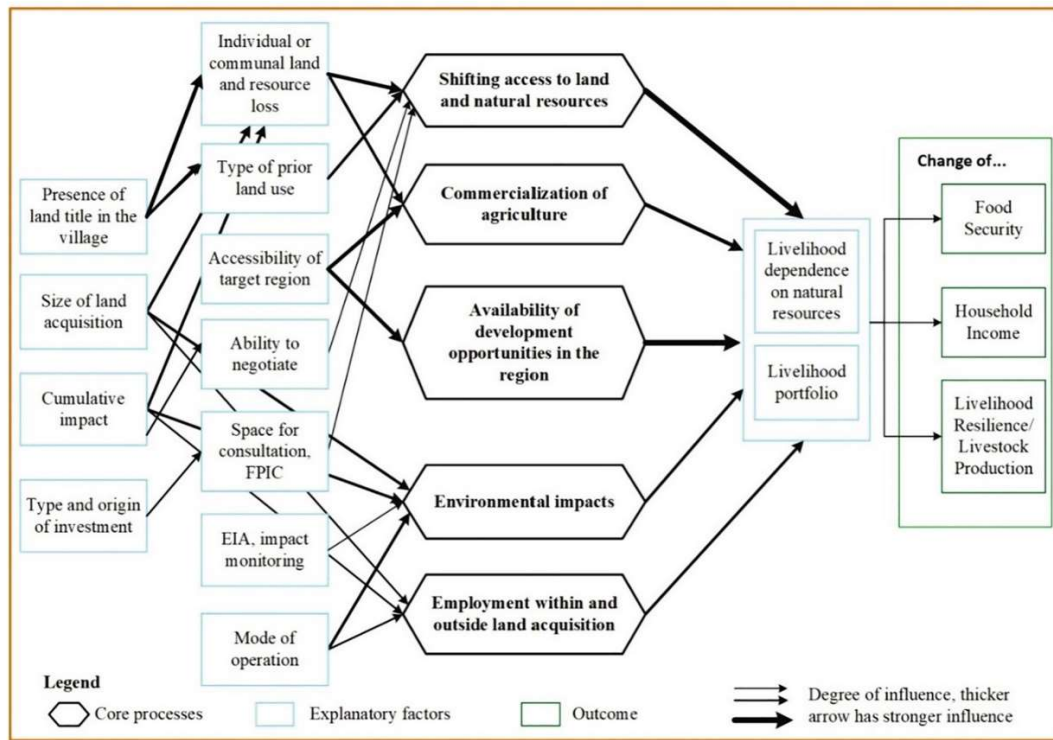 Presence of
land title in the
village
Size of land
acquisition
Cumulative
impact
Type and origin
of investment
Individual or
communal land
and resource
loss
Type of prior
land use
Accessibility of
target region
Ability to
negotiate
Space for
consultation,
FPIC
EIA, impact
monitoring
Mode of
operation
Shifting access to land
and natural resources
Commercialization of
agriculture
Availability of
development
opportunities in the
region
Environmental impacts
Employment within and
outside land acquisition
Livelihood
dependence
on natural
resources
Livelihood
portfolio
Change of...
Food
Security
Household
Income
Livelihood
Resilience/
Livestock
Production
Legend
Core processes
Explanatory factors
Outcome
Degree of influence, thicker
arrow has stronger influence